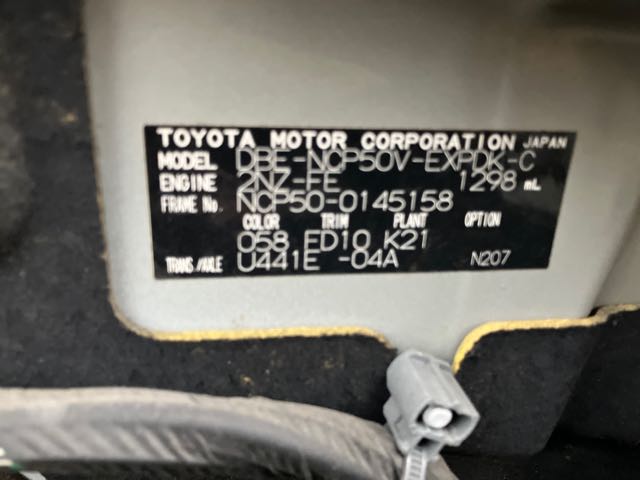 TOYOTA MOTOR CORPORATION JAPAN
MODEL DBE-NCP50V-EXPDK-C
ENGINE 2NZ-FE 1298 mL
FRAME No. NCP50-0145158
COLOR TRIM PLANT OPTION
058 FD10 K21
TRANS/AXLE U441E -04A N207